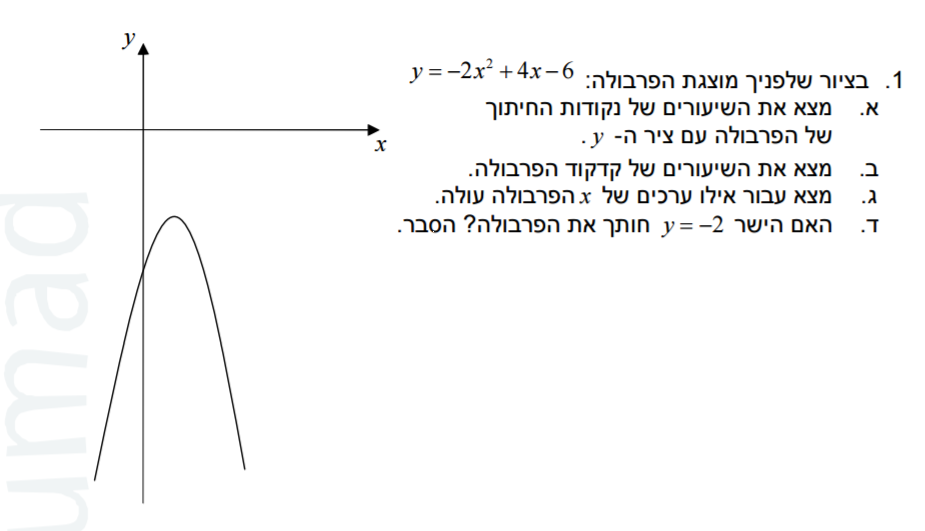 y
x
1. בציור שלפניך מוצגת הפרבולה: y = −2x² + 4x − 6
א. מצא את השיעורים של נקודות החיתוך
של הפרבולה עם ציר ה- y .
ב. מצא את השיעורים של קדקוד הפרבולה.
ג. מצא עבור אילו ערכים של x הפרבולה עולה.
ד. האם הישר y = −2 חותך את הפרבולה? הסבר.
umad